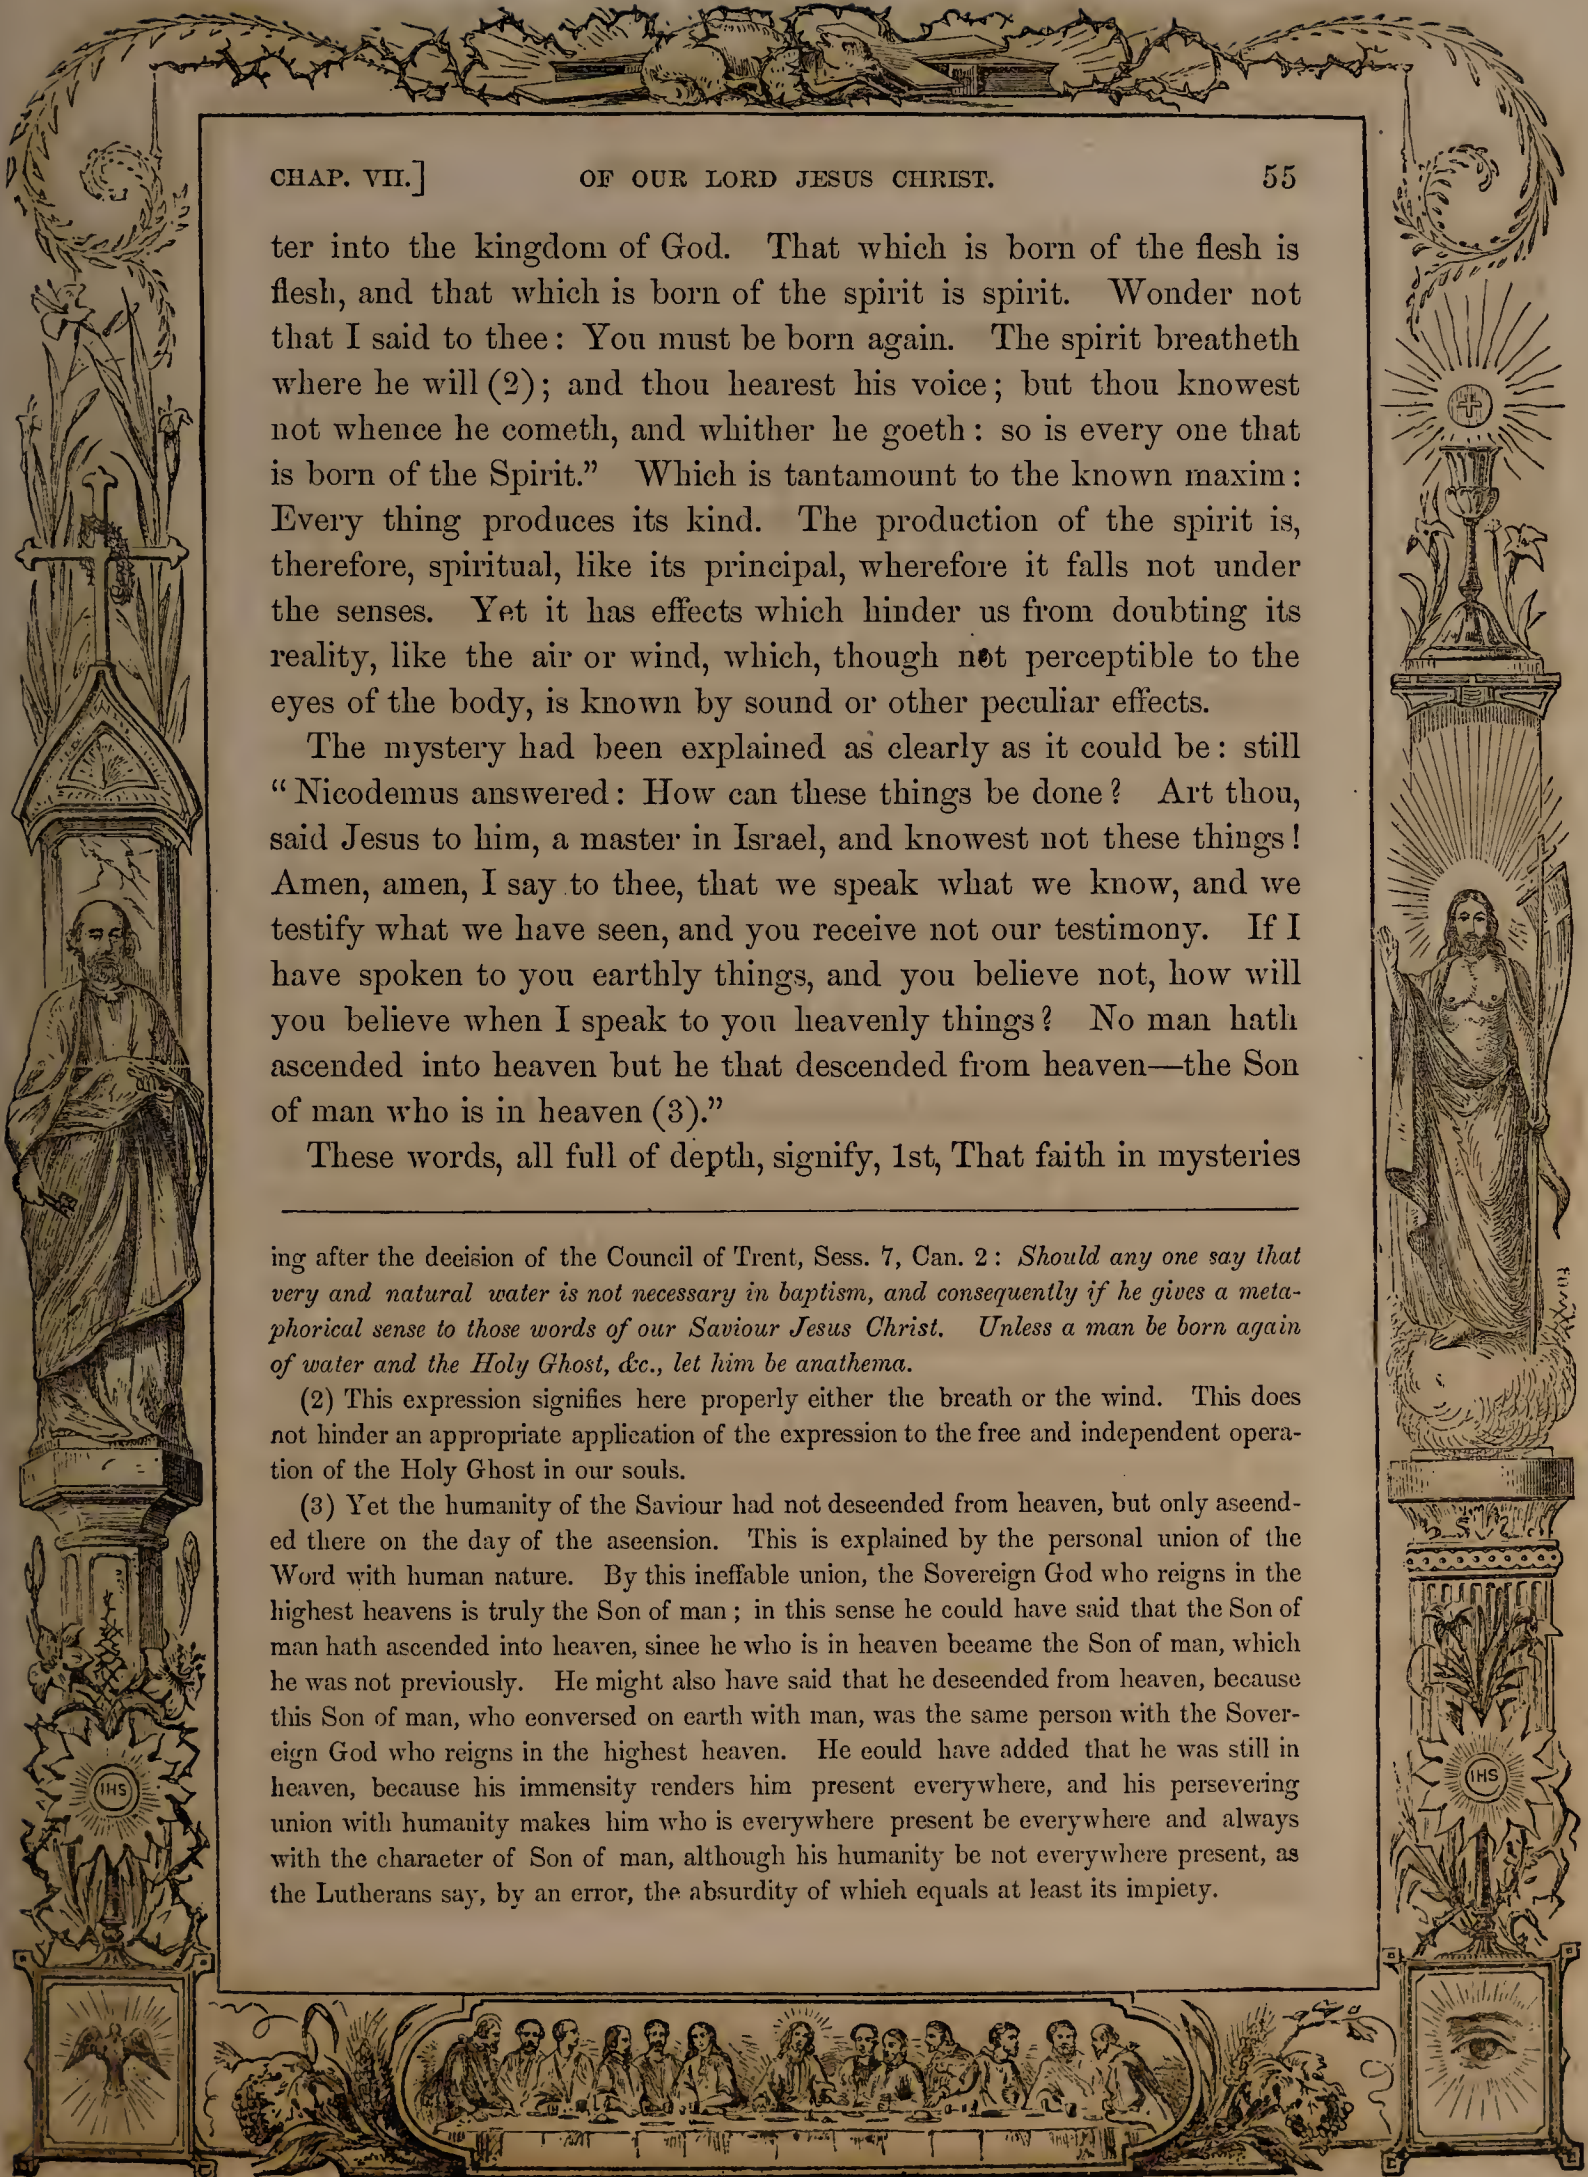 CHAP. VII.] OF OUR LORD JESUS CHRIST. 55
ter into the kingdom of God. That which is born of the flesh is
flesh, and that which is born of the spirit is spirit. Wonder not
that I said to thee: You must be born again. The spirit breatheth
where he will (2); and thou hearest his voice; but thou knowest
not whence he cometh, and whither he goeth: so is every one that
is born of the Spirit.” Which is tantamount to the known maxim:
Every thing produces its kind. The production of the spirit is,
therefore, spiritual, like its principal, wherefore it falls not under
the senses. Yet it has effects which hinder us from doubting its
reality, like the air or wind, which, though not perceptible to the
eyes of the body, is known by sound or other peculiar effects.
The mystery had been explained as clearly as it could be: still
“Nicodemus answered: How can these things be done? Art thou,
said Jesus to him, a master in Israel, and knowest not these things!
Amen, amen, I say to thee, that we speak what we know, and we
testify what we have seen, and you receive not our testimony. If I
have spoken to you earthly things, and you believe not, how will
you believe when I speak to you heavenly things? No man hath
ascended into heaven but he that descended from heaven—the Son
of man who is in heaven (3).”
These words, all full of depth, signify, 1st, That faith in mysteries
ing after the decision of the Council of Trent, Sess. 7, Can. 2: Should any one say that
very and natural water is not necessary in baptism, and consequently if he gives a meta-
phorical sense to those words of our Saviour Jesus Christ. Unless a man be born again
of water and the Holy Ghost, &c., let him be anathema.
(2) This expression signifies here properly either the breath or the wind. This does
not hinder an appropriate application of the expression to the free and independent opera-
tion of the Holy Ghost in our souls.
(3) Yet the humanity of the Saviour had not descended from heaven, but only ascend-
ed there on the day of the ascension. This is explained by the personal union of the
Word with human nature. By this ineffable union, the Sovereign God who reigns in the
highest heavens is truly the Son of man; in this sense he could have said that the Son of
man hath ascended into heaven, since he who is in heaven became the Son of man, which
he was not previously. He might also have said that he descended from heaven, because
this Son of man, who conversed on earth with man, was the same person with the Sover-
eign God who reigns in the highest heaven. He could have added that he was still in
heaven, because his immensity renders him present everywhere, and his persevering
union with humanity makes him who is everywhere present be everywhere and always
with the character of Son of man, although his humanity be not everywhere present, as
the Lutherans say, by an error, the absurdity of which equals at least its impiety.
IHS
IHS